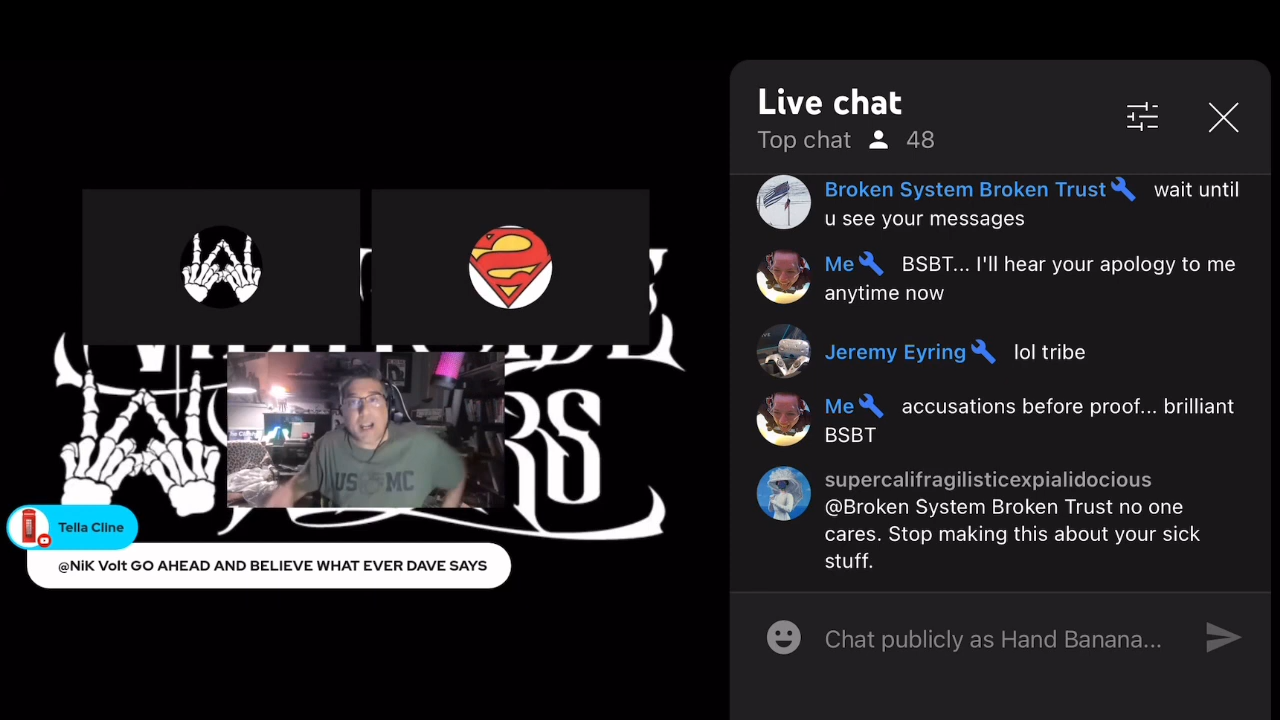 Live chat
Top chat 48
Broken System Broken Trust wait until
u see your messages
Me BSBT... I'll hear your apology to me
anytime now
Jeremy Eyring lol tribe
Me accusations before proof... brilliant
BSBT
supercalifragilisticexpialidocious
@Broken System Broken Trust no one
cares. Stop making this about your sick
stuff.
Chat publicly as Hand Banana...
USMC
Tella Cline
@NiK Volt GO AHEAD AND BELIEVE WHAT EVER DAVE SAYS